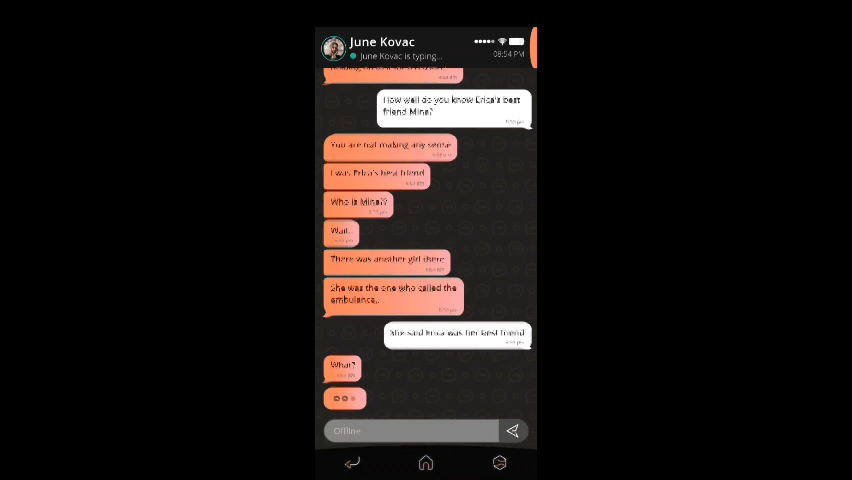 June Kovac
June Kovac is typing...
08:54 PM
How well do you know Erica's best
friend Mina?
You are not making any sense
I was Erica's best friend
Who is Mina??
Wait..
There was another girl there
She was the one who called the
ambulance..
She said Erica was her best friend
What?
Offline